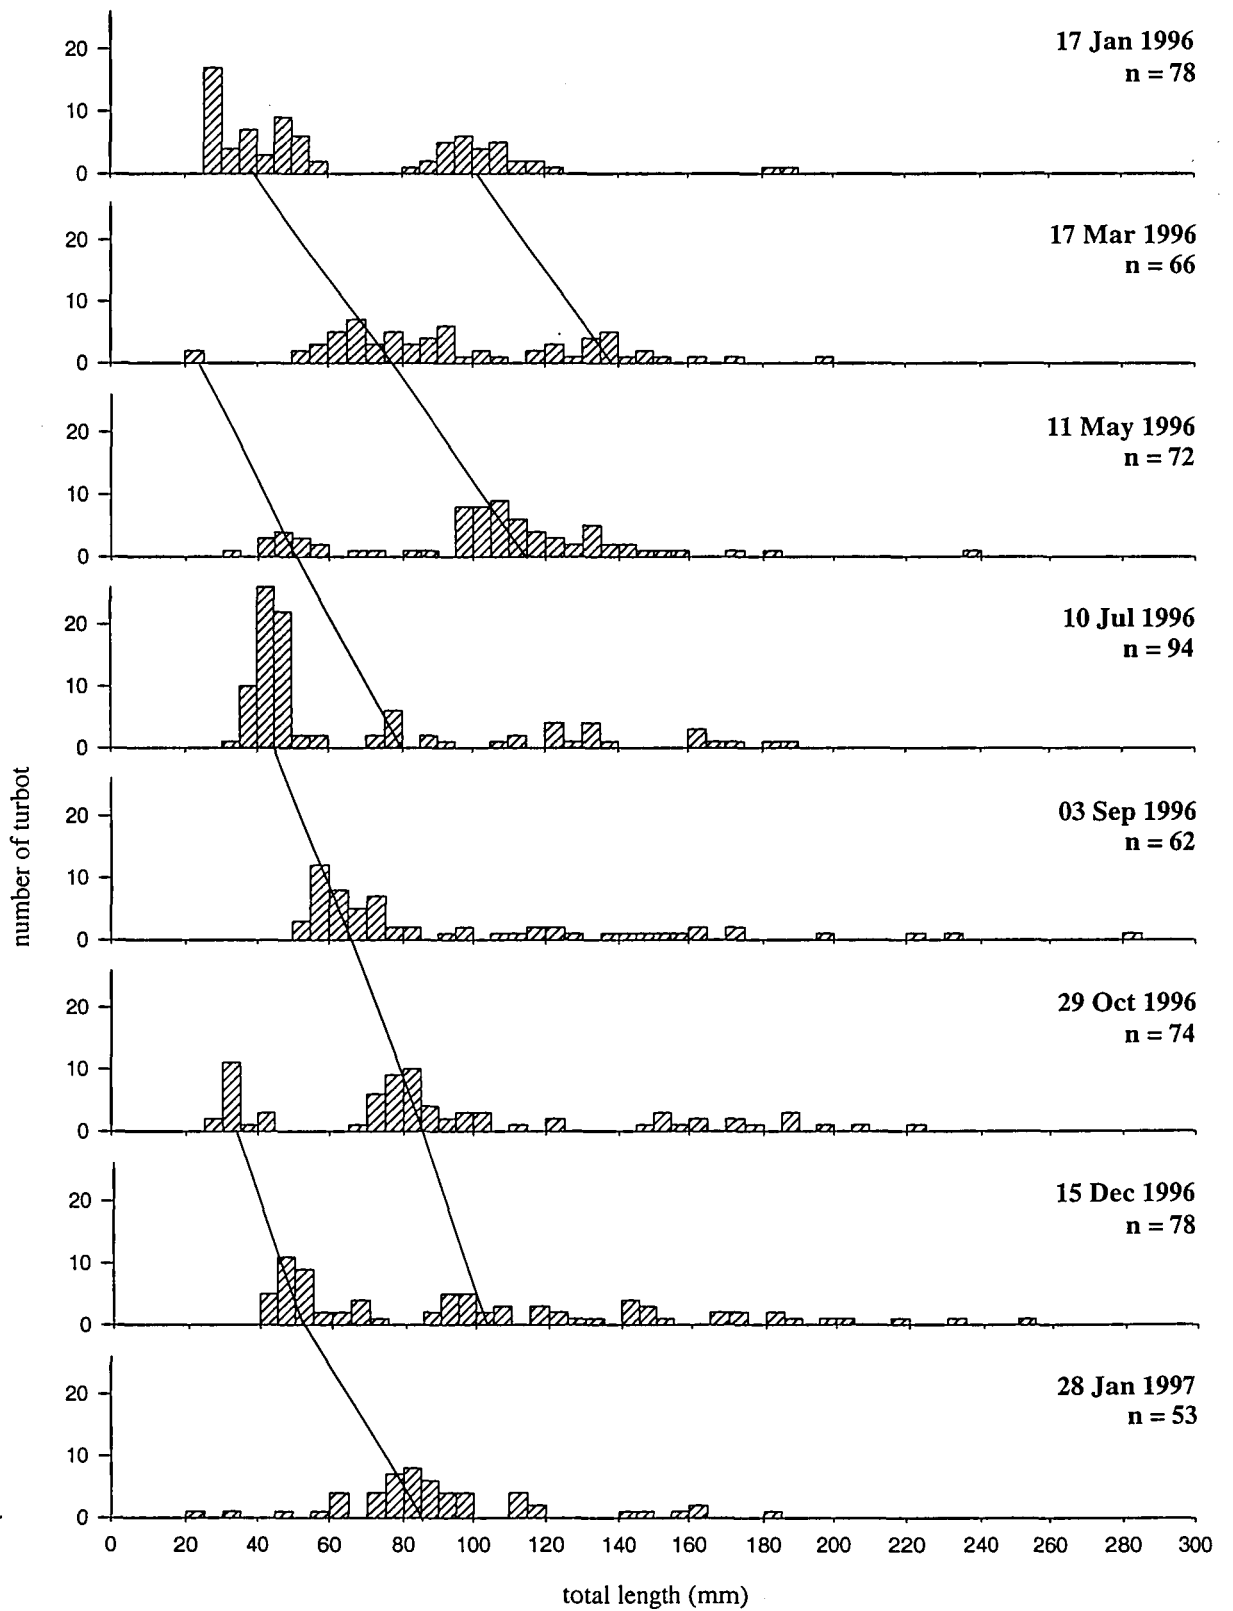 17 Jan 1996
n = 78
20
10
0
17 Mar 1996
n = 66
20
10
0
11 May 1996
n = 72
20
10
0
10 Jul 1996
n = 94
20
10
0
03 Sep 1996
n = 62
20
10
0
29 Oct 1996
n = 74
20
10
0
15 Dec 1996
n = 78
20
10
0
28 Jan 1997
n = 53
20
10
0
number of turbot
0 20 40 60 80 100 120 140 160 180 200 220 240 260 280 300
total length (mm)